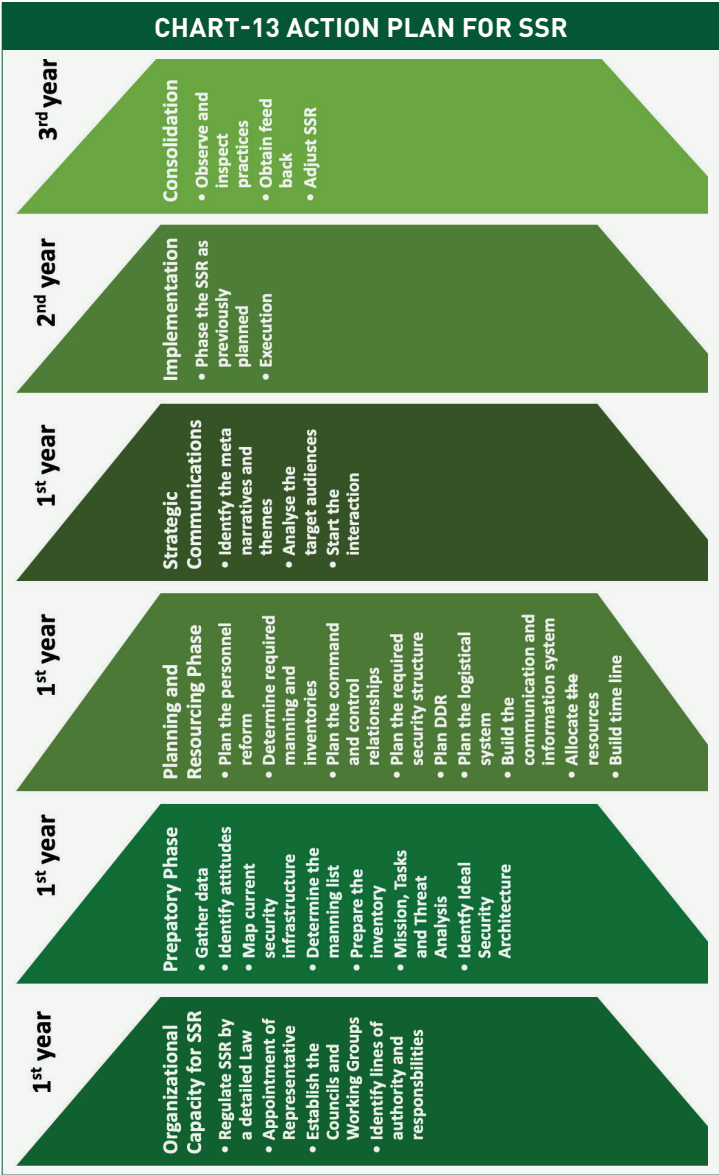 CHART-13 ACTION PLAN FOR SSR
1st year
Organizational
Capacity for SSR
• Regulate SSR by
a detailed Law
• Appointment of
Representative
• Establish the
Councils and
Working Groups
• Identify lines of
authority and
responsbilities
1st year
Prepatory Phase
• Gather data
• Identify attitudes
• Map current
security
infrastructure
• Determine the
manning list
• Prepare the
inventory
• Mission, Tasks
and Threat
Analysis
• Identfy Ideal
Security
Architecture
1st year
Planning and
Resourcing Phase
• Plan the personnel
reform
• Determine required
manning and
inventories
• Plan the command
and control
relationships
• Plan the required
security structure
• Plan DDR
• Plan the logistical
system
• Build the
communication and
information system
• Allocate the
resources
• Build time line
1st year
Strategic
Communications
• Identfy the meta
narratives and
themes
• Analyse the
target audiences
• Start the
interaction
2nd year
Implementation
• Phase the SSR as
previously
planned
• Execution
3rd year
Consolidation
• Observe and
inspect
practices
• Obtain feed
back
• Adjust SSR